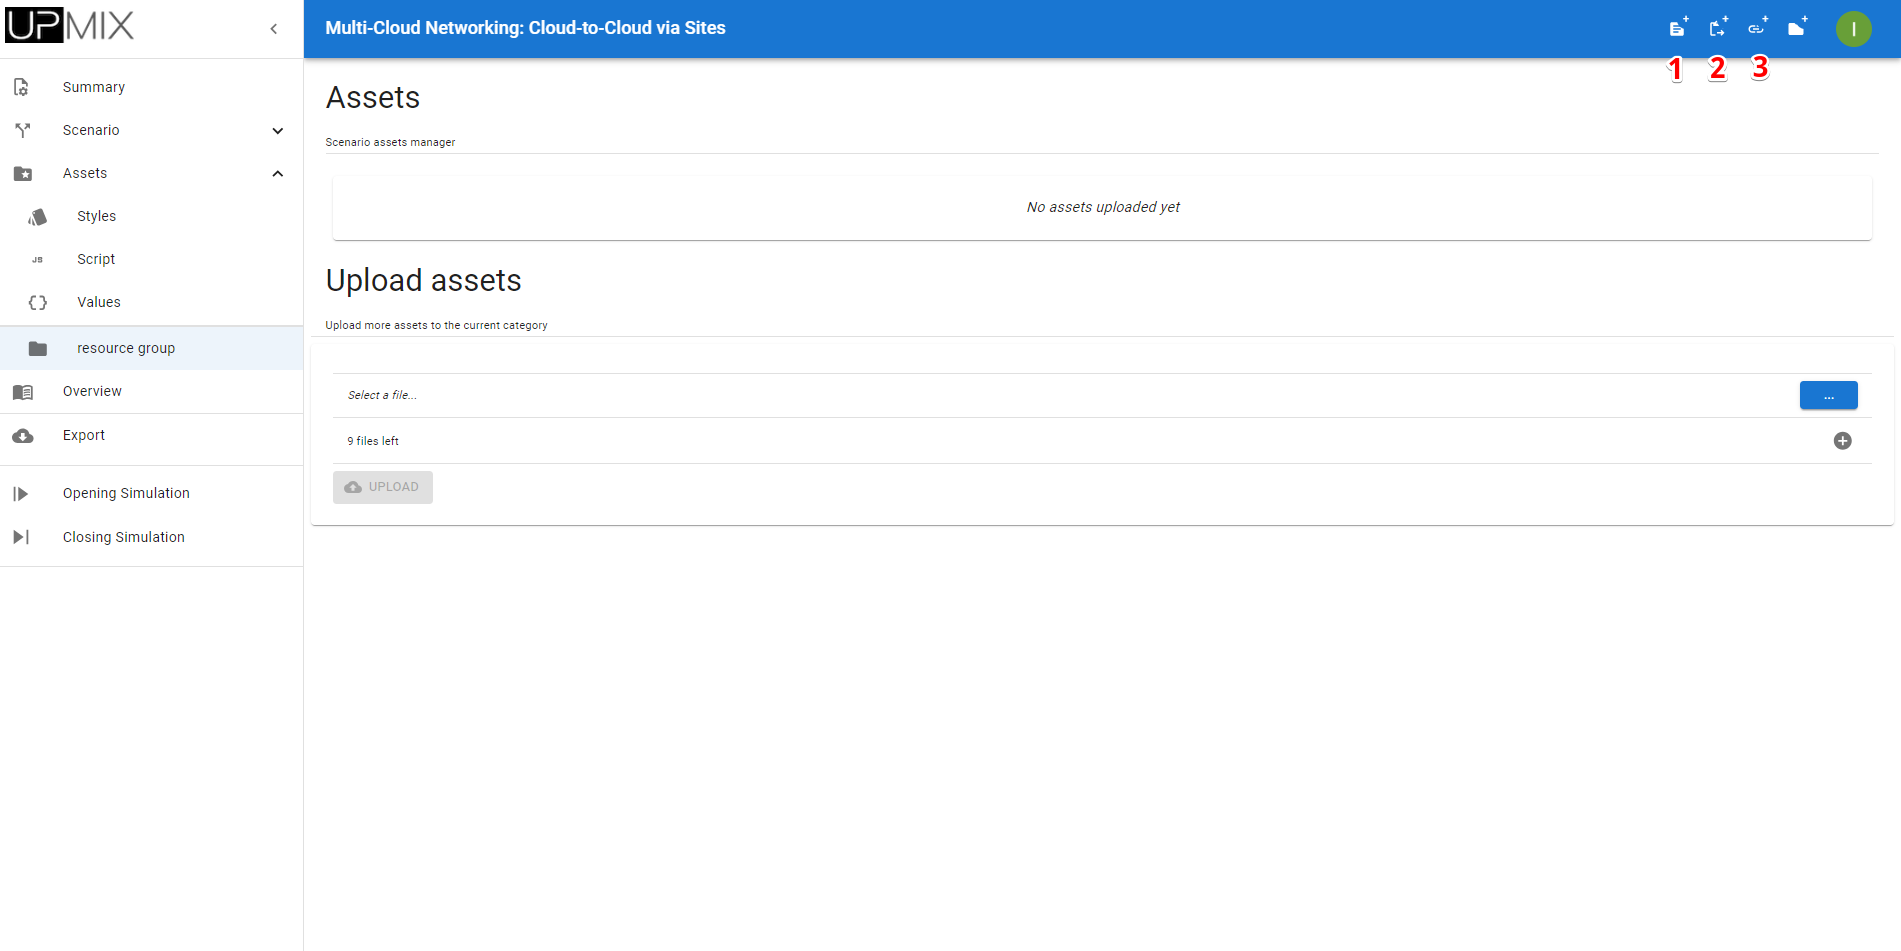 UPMIX
Multi-Cloud Networking: Cloud-to-Cloud via Sites
I
1 2 3
Summary
Scenario
Assets
Styles
JS Script
Values
resource group
Overview
Export
Opening Simulation
Closing Simulation
Assets
Scenario assets manager
No assets uploaded yet
Upload assets
Upload more assets to the current category
Select a file...
...
9 files left
UPLOAD